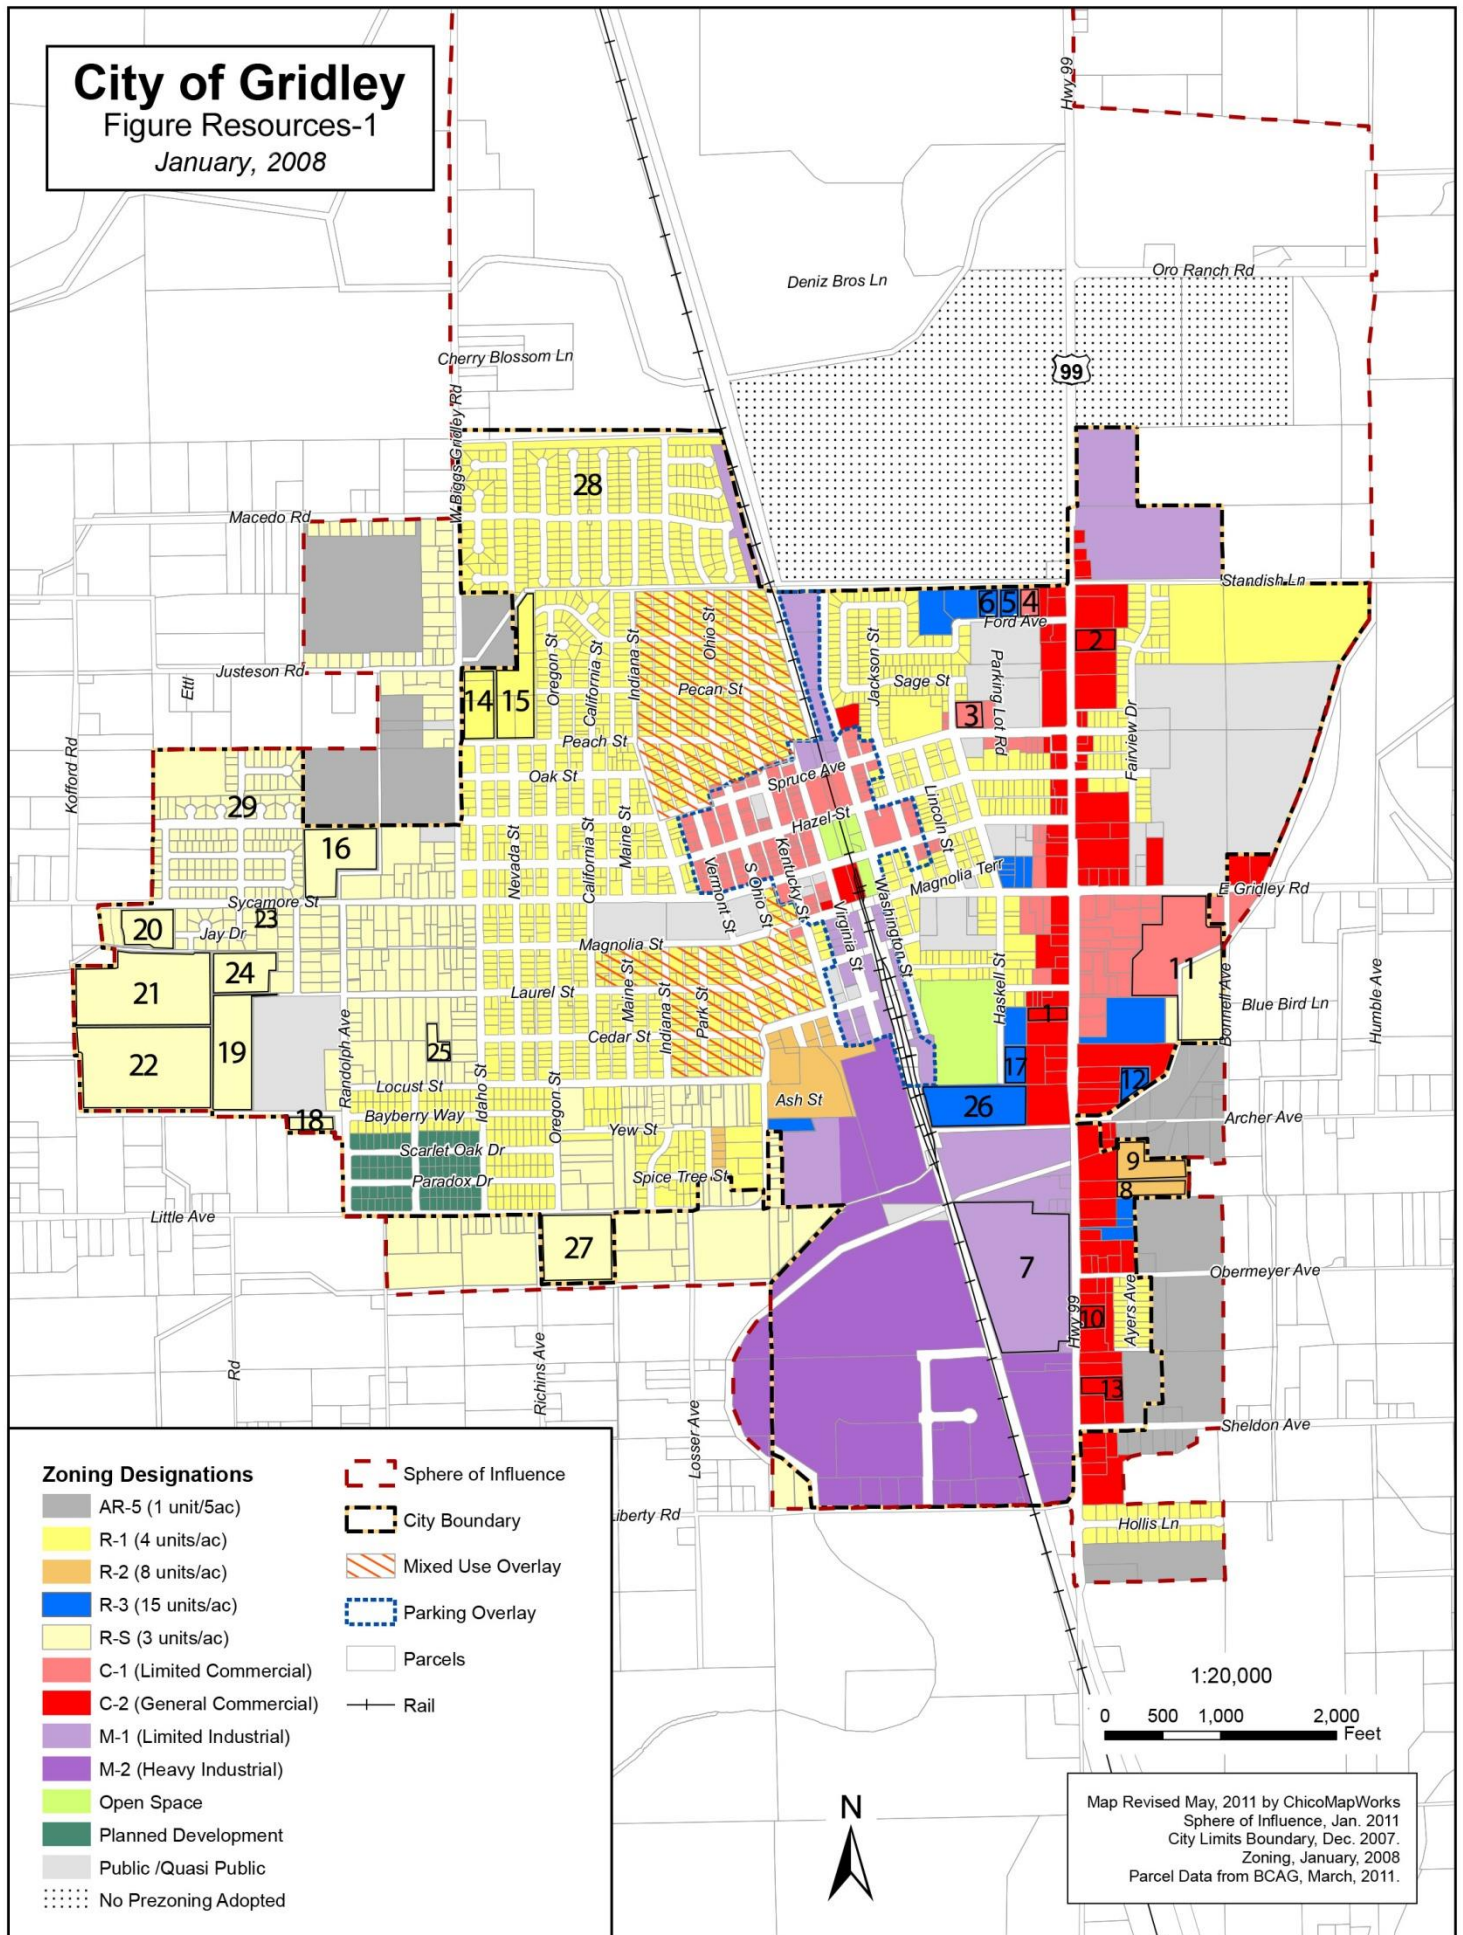 City of Gridley
Figure Resources-1
January, 2008
Hwy 99
Deniz Bros Ln
Oro Ranch Rd
Cherry Blossom Ln
99
W Biggs Gridley Rd
28
Macedo Rd
Standish Ln
6
5
4
Ford Ave
2
Ohio St
Oregon St
California St
Indiana St
Jackson St
Parking Lot Rd
Justeson Rd
Ettl
Pecan St
Sage St
14
15
3
Fairview Dr
Peach St
Kofford Rd
Oak St
Spruce Ave
29
Hazel St
Lincoln St
16
Nevada St
California St
Maine St
Vermont St
S Ohio St
Kentucky St
Magnolia Terr
E Gridley Rd
Sycamore St
20
23
Jay Dr
Virginia St
Washington St
Magnolia St
24
11
21
Laurel St
Maine St
Indiana St
Park St
Haskell St
Bonnell Ave
Blue Bird Ln
Humble Ave
1
22
19
Randolph Ave
25
Cedar St
17
Locust St
Idaho St
Oregon St
12
18
Bayberry Way
Ash St
26
Archer Ave
Yew St
Scarlet Oak Dr
9
Paradox Dr
Spice Tree St
8
Little Ave
27
7
Obermeyer Ave
Hwy 99
10
Ayers Ave
Rd
Richins Ave
13
Losser Ave
Sheldon Ave
Liberty Rd
Hollis Ln
Zoning Designations
AR-5 (1 unit/5ac)
R-1 (4 units/ac)
R-2 (8 units/ac)
R-3 (15 units/ac)
R-S (3 units/ac)
C-1 (Limited Commercial)
C-2 (General Commercial)
M-1 (Limited Industrial)
M-2 (Heavy Industrial)
Open Space
Planned Development
Public /Quasi Public
No Prezoning Adopted
Sphere of Influence
City Boundary
Mixed Use Overlay
Parking Overlay
Parcels
Rail
1:20,000
0 500 1,000 2,000
Feet
N
Map Revised May, 2011 by ChicoMapWorks
Sphere of Influence, Jan. 2011
City Limits Boundary, Dec. 2007.
Zoning, January, 2008
Parcel Data from BCAG, March, 2011.